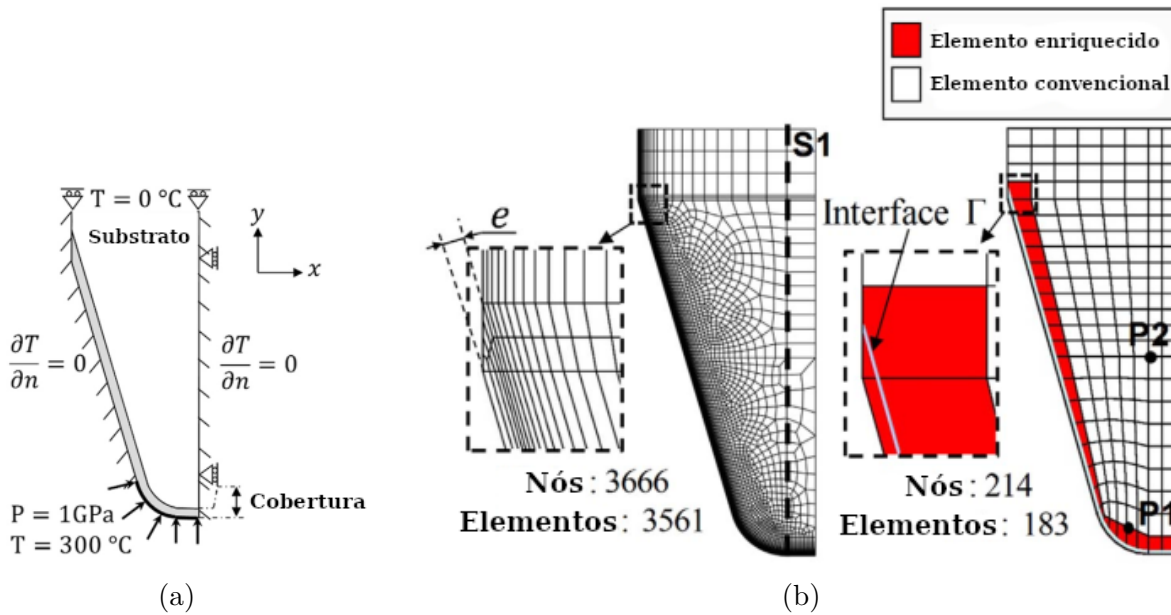 T = 0 °C
Substrato
y
x
∂T/∂n = 0
∂T/∂n = 0
P = 1GPa
T = 300 °C
Cobertura
(a)
Elemento enriquecido
Elemento convencional
S1
e
Interface Γ
P2
P1
Nós: 3666
Elementos: 3561
Nós: 214
Elementos: 183
(b)